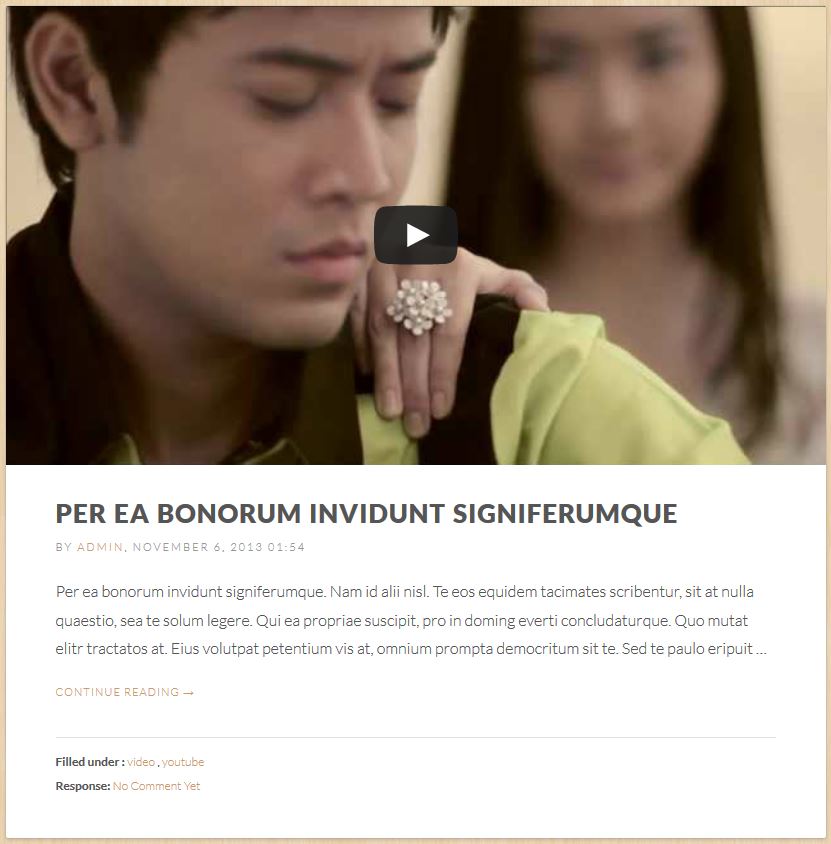 PER EA BONORUM INVIDUNT SIGNIFERUMQUE
BY ADMIN, NOVEMBER 6, 2013 01:54
Per ea bonorum invidunt signiferumque. Nam id alii nisl. Te eos equidem tacimates scribentur, sit at nulla
quaestio, sea te solum legere. Qui ea propriae suscipit, pro in doming everti concludaturque. Quo mutat
elitr tractatos at. Eius volutpat petentium vis at, omnium prompta democritum sit te. Sed te paulo eripuit ...
CONTINUE READING →
Filled under : video , youtube
Response: No Comment Yet